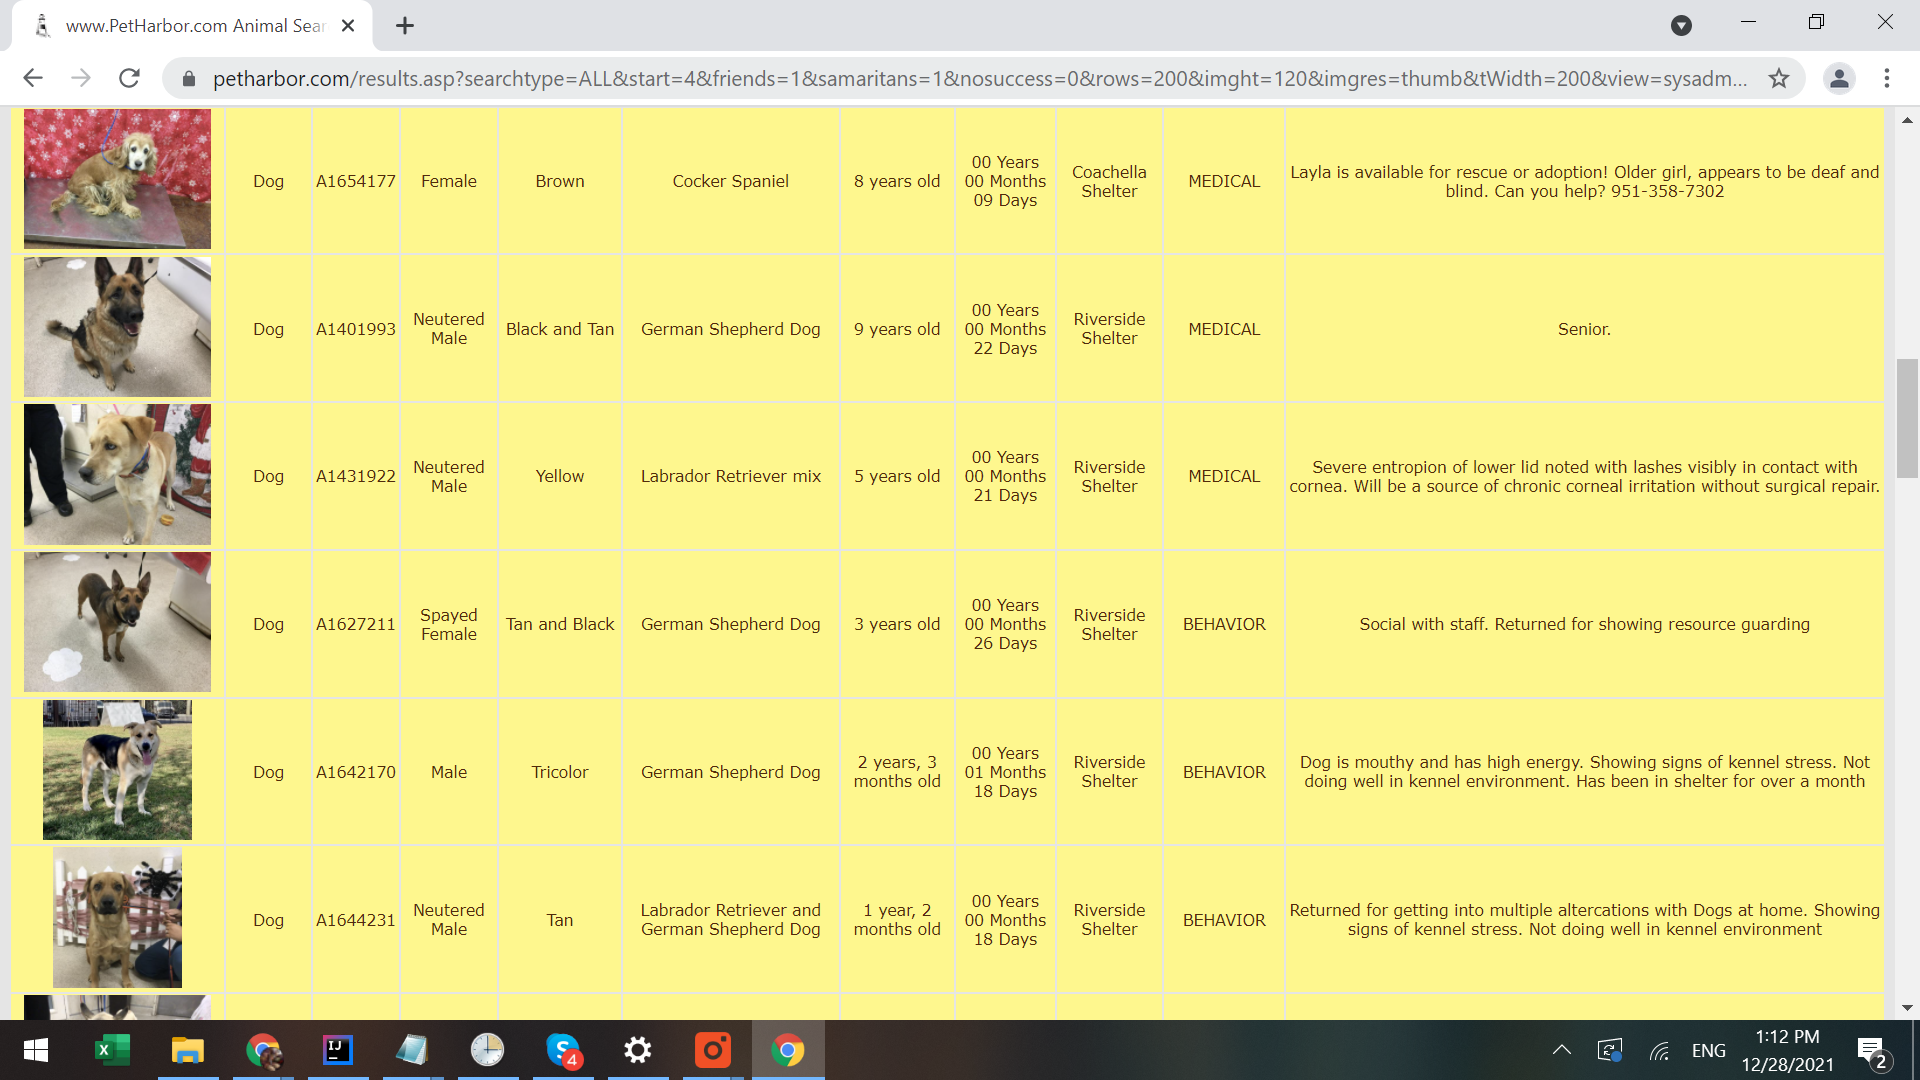 www.PetHarbor.com Animal Sear
petharbor.com/results.asp?searchtype=ALL&start=4&friends=1&samaritans=1&nosuccess=0&rows=200&imght=120&imgres=thumb&tWidth=200&view=sysadm...
Dog
A1654177
Female
Brown
Cocker Spaniel
8 years old
00 Years
00 Months
09 Days
Coachella
Shelter
MEDICAL
Layla is available for rescue or adoption! Older girl, appears to be deaf and
blind. Can you help? 951-358-7302
Dog
A1401993
Neutered
Male
Black and Tan
German Shepherd Dog
9 years old
00 Years
00 Months
22 Days
Riverside
Shelter
MEDICAL
Senior.
Dog
A1431922
Neutered
Male
Yellow
Labrador Retriever mix
5 years old
00 Years
00 Months
21 Days
Riverside
Shelter
MEDICAL
Severe entropion of lower lid noted with lashes visibly in contact with
cornea. Will be a source of chronic corneal irritation without surgical repair.
Dog
A1627211
Spayed
Female
Tan and Black
German Shepherd Dog
3 years old
00 Years
00 Months
26 Days
Riverside
Shelter
BEHAVIOR
Social with staff. Returned for showing resource guarding
Dog
A1642170
Male
Tricolor
German Shepherd Dog
2 years, 3
months old
00 Years
01 Months
18 Days
Riverside
Shelter
BEHAVIOR
Dog is mouthy and has high energy. Showing signs of kennel stress. Not
doing well in kennel environment. Has been in shelter for over a month
Dog
A1644231
Neutered
Male
Tan
Labrador Retriever and
German Shepherd Dog
1 year, 2
months old
00 Years
00 Months
18 Days
Riverside
Shelter
BEHAVIOR
Returned for getting into multiple altercations with Dogs at home. Showing
signs of kennel stress. Not doing well in kennel environment
X
IJ
S
4
ENG
1:12 PM
12/28/2021
2